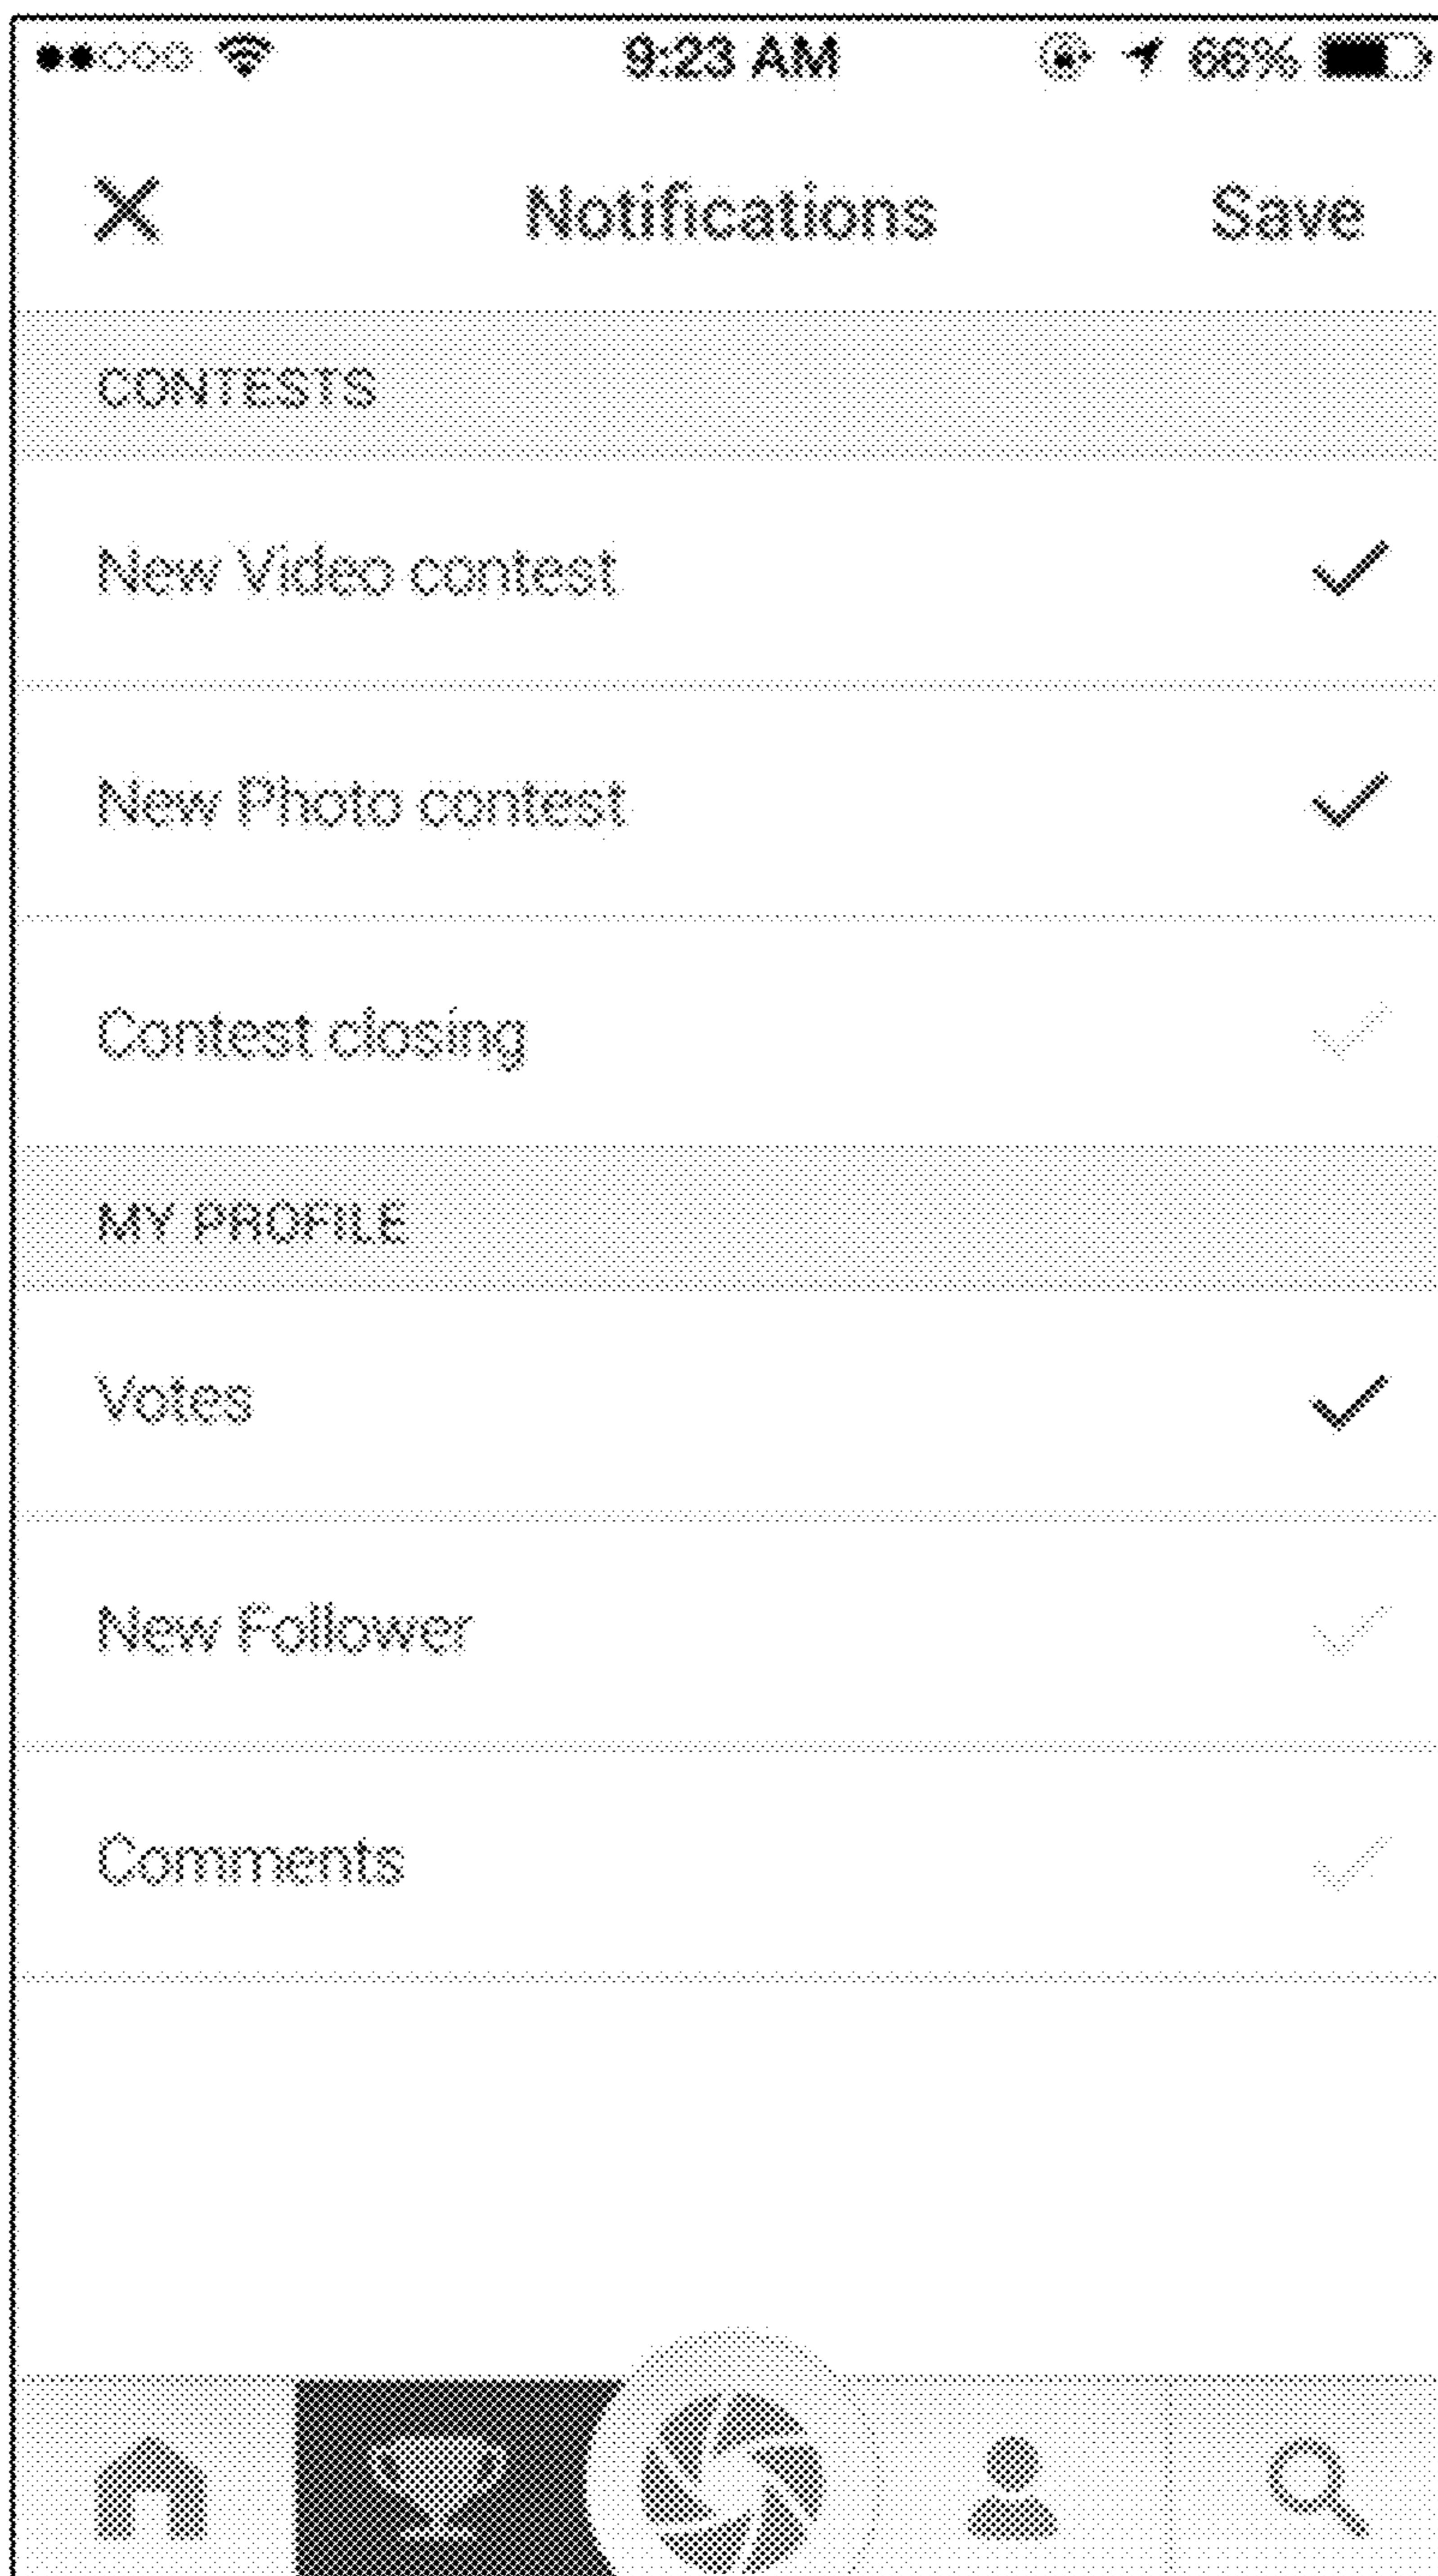 9:23 AM 66%
Notifications Save
CONTESTS
New Video contest
New Photo contest
Contest closing
MY PROFILE
Votes
New Follower
Comments